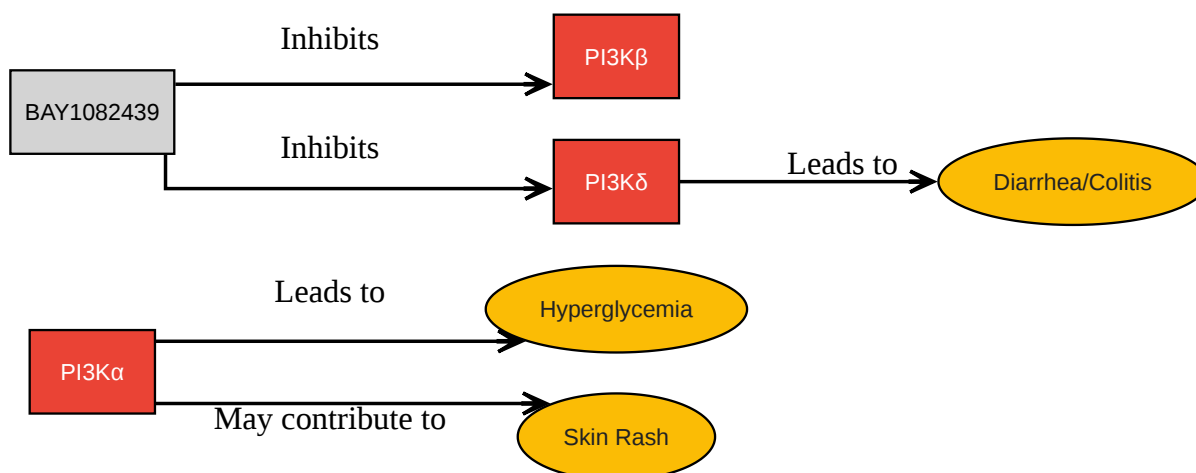 Inhibits
PI3Kβ
BAY1082439
Inhibits
PI3Kδ
Leads to
Diarrhea/Colitis
Leads to
Hyperglycemia
PI3Kα
May contribute to
Skin Rash